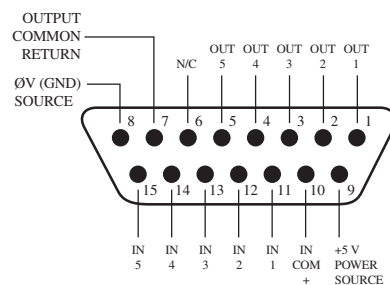 OUTPUT
COMMON
RETURN
ØV (GND)
SOURCE
N/C
OUT
5
OUT
4
OUT
3
OUT
2
OUT
1
8 7 6 5 4 3 2 1
15 14 13 12 11 10 9
IN
5
IN
4
IN
3
IN
2
IN
1
IN
COM
+
+5 V
POWER
SOURCE